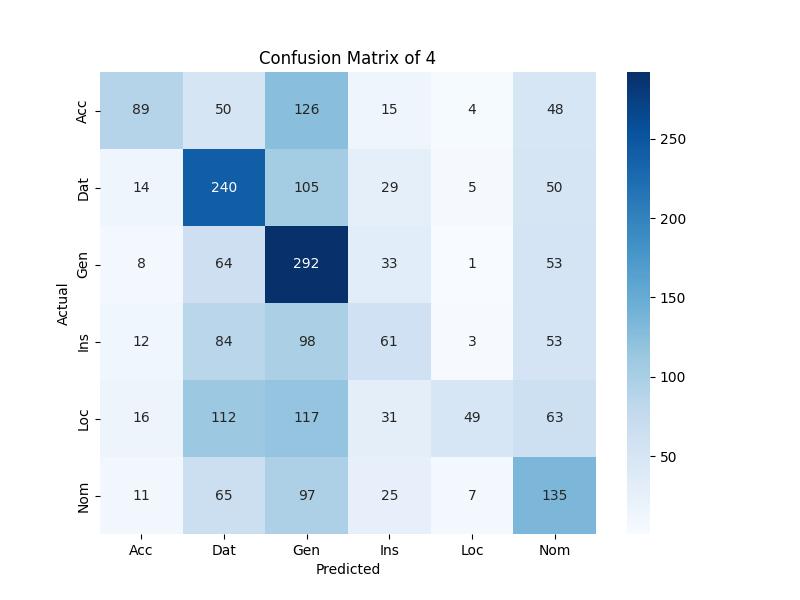 Confusion Matrix of 4
Acc 89 50 126 15 4 48
Dat 14 240 105 29 5 50
Gen 8 64 292 33 1 53
Ins 12 84 98 61 3 53
Loc 16 112 117 31 49 63
Nom 11 65 97 25 7 135
Acc Dat Gen Ins Loc Nom
Predicted
Actual
250
200
150
100
50